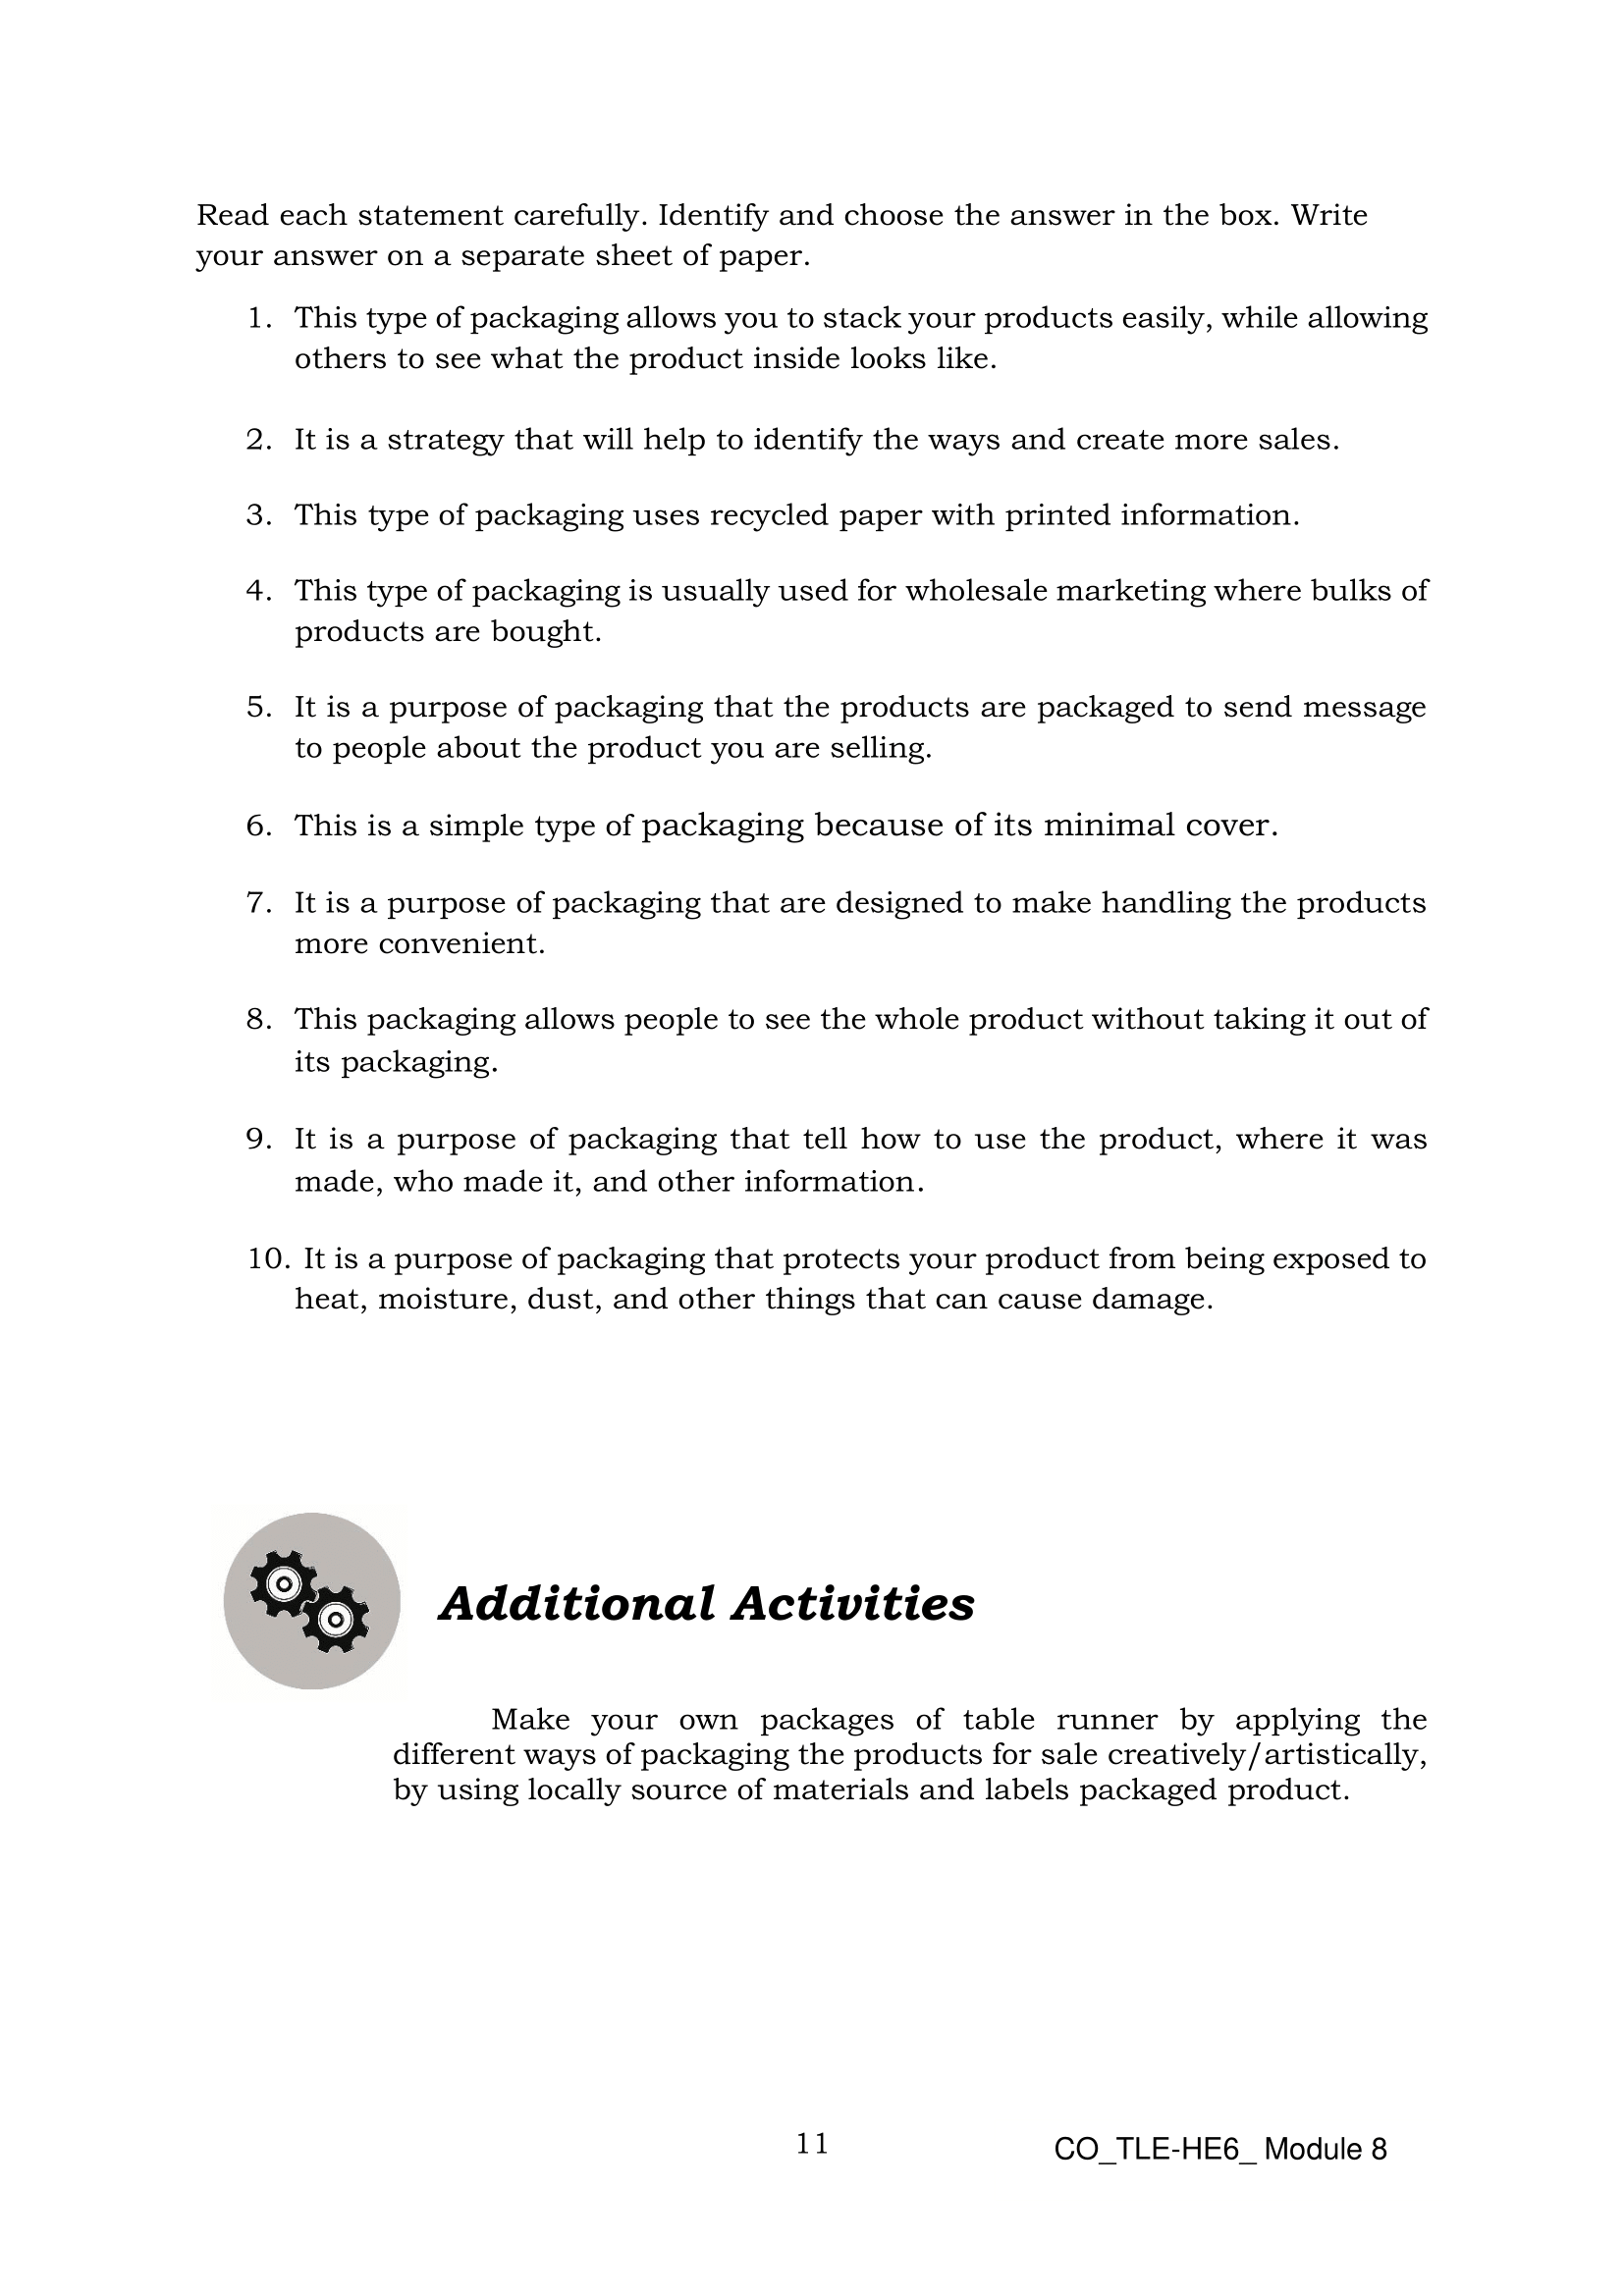 Read each statement carefully. Identify and choose the answer in the box. Write
your answer on a separate sheet of paper.
1. This type of packaging allows you to stack your products easily, while allowing
others to see what the product inside looks like.
2. It is a strategy that will help to identify the ways and create more sales.
3. This type of packaging uses recycled paper with printed information.
4. This type of packaging is usually used for wholesale marketing where bulks of
products are bought.
5. It is a purpose of packaging that the products are packaged to send message
to people about the product you are selling.
6. This is a simple type of packaging because of its minimal cover.
7. It is a purpose of packaging that are designed to make handling the products
more convenient.
8. This packaging allows people to see the whole product without taking it out of
its packaging.
9. It is a purpose of packaging that tell how to use the product, where it was
made, who made it, and other information.
10. It is a purpose of packaging that protects your product from being exposed to
heat, moisture, dust, and other things that can cause damage.
Additional Activities
Make your own packages of table runner by applying the
different ways of packaging the products for sale creatively/artistically,
by using locally source of materials and labels packaged product.
11
CO_TLE-HE6_ Module 8